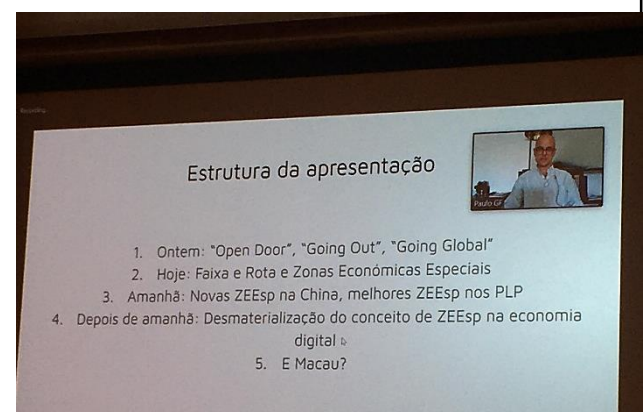 Recording...
Estrutura da apresentação
Paulo GF
1. Ontem: "Open Door", "Going Out", "Going Global"
2. Hoje: Faixa e Rota e Zonas Económicas Especiais
3. Amanhã: Novas ZEEsp na China, melhores ZEEsp nos PLP
4. Depois de amanhã: Desmaterialização do conceito de ZEEsp na economia
digital
5. E Macau?